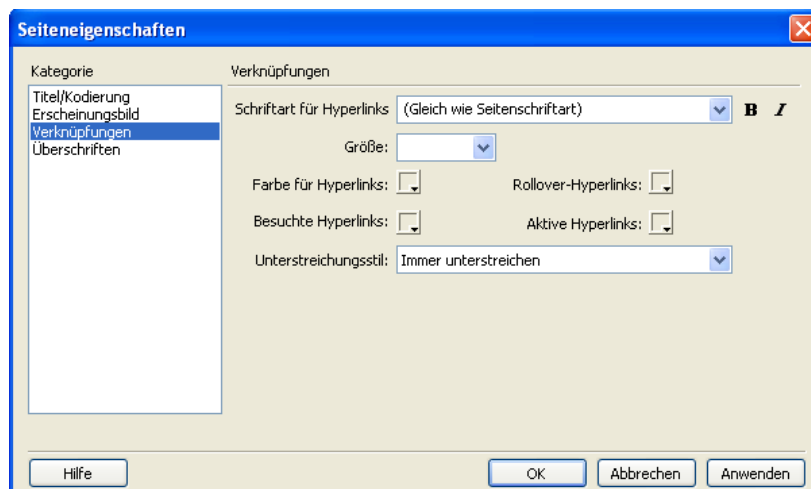 Seiteneigenschaften
Kategorie
Titel/Kodierung
Erscheinungsbild
Verknüpfungen
Überschriften
Verknüpfungen
Schriftart für Hyperlinks (Gleich wie Seitenschriftart) B I
Größe:
Farbe für Hyperlinks: Rollover-Hyperlinks:
Besuchte Hyperlinks: Aktive Hyperlinks:
Unterstreichungsstil: Immer unterstreichen
Hilfe OK Abbrechen Anwenden